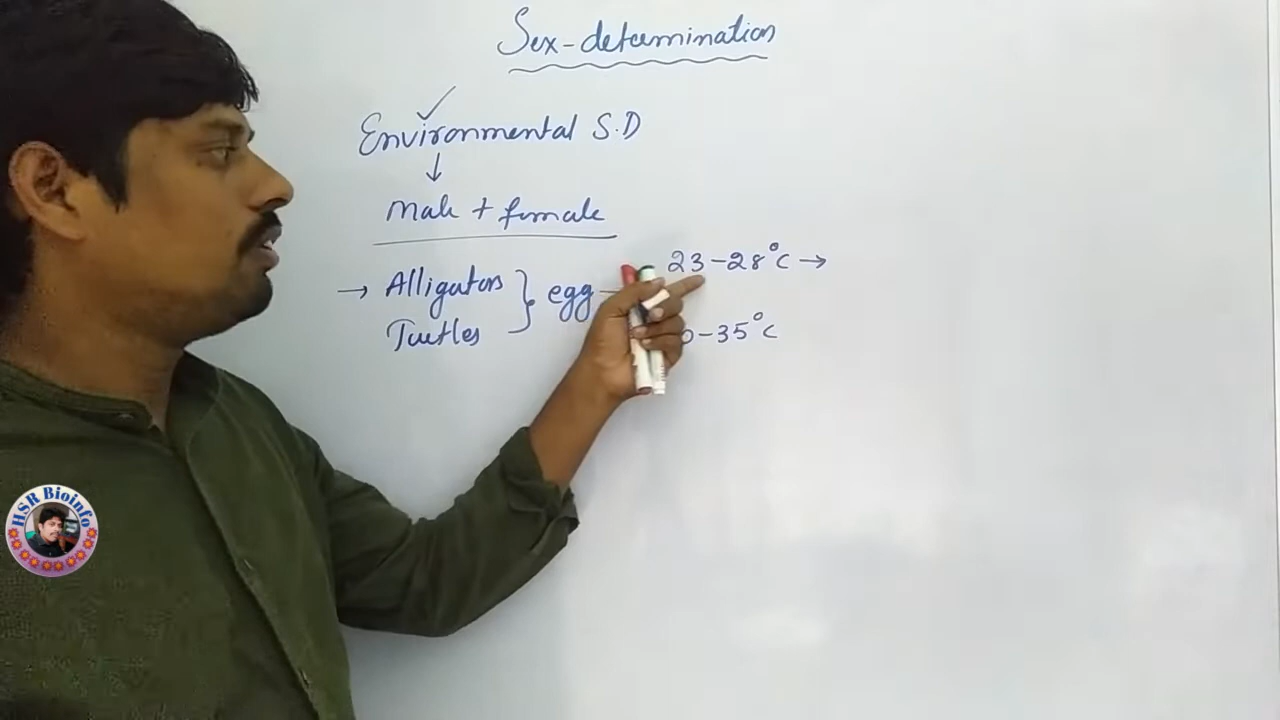 Sex-determination
Environmental S.D
Male + female
→ Alligators
Turtles
egg
23-28°C →
-35°C
HSR Bioinfo